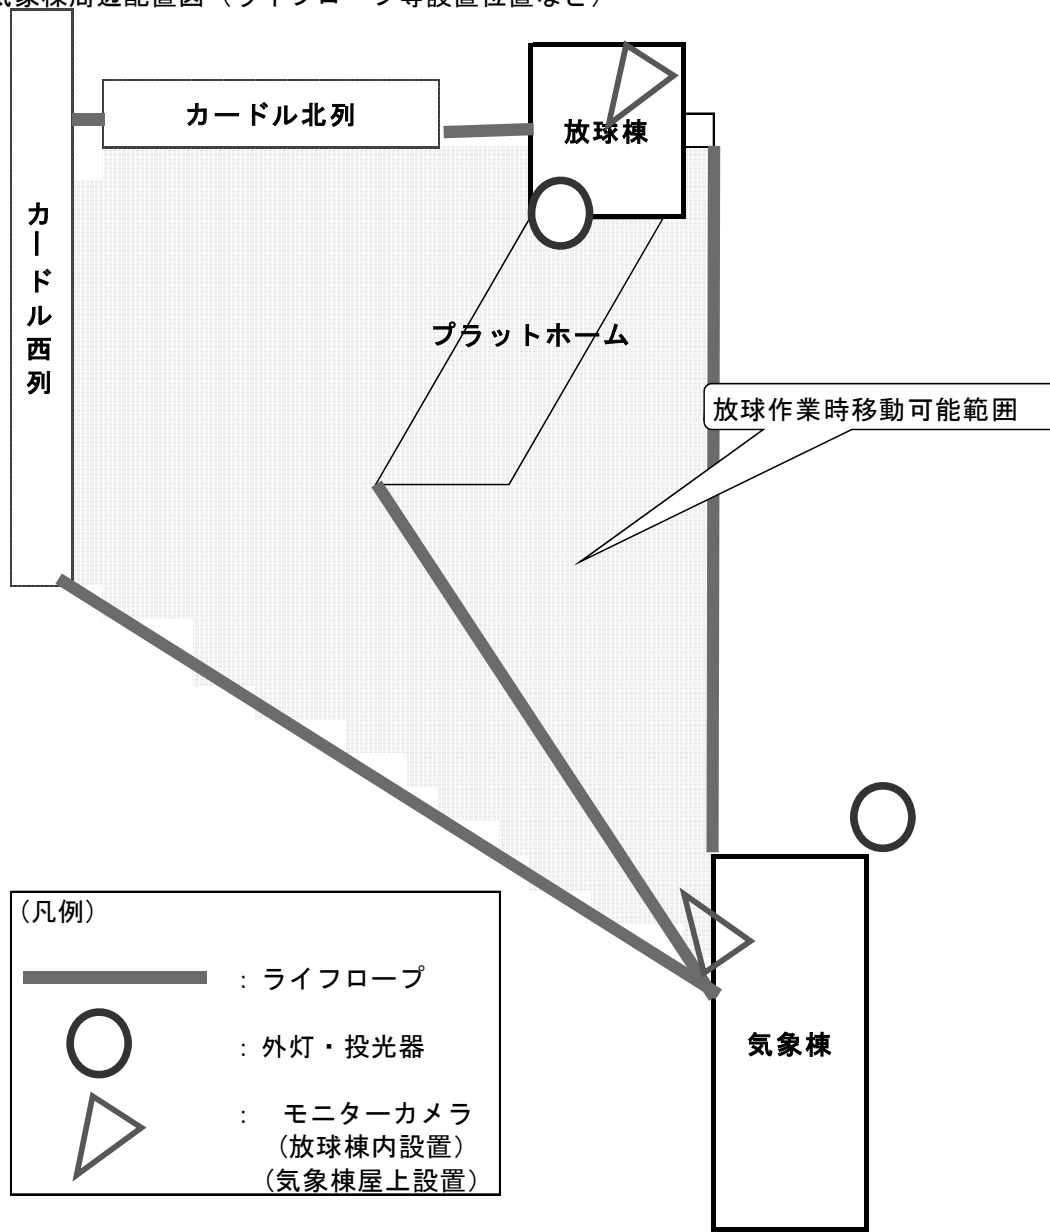 気象棟周辺配置図（ライフロープ等設置位置など）
カードル北列
放球棟
カードル西列
プラットホーム
放球作業時移動可能範囲
（凡例）
：ライフロープ
：外灯・投光器
：　モニターカメラ
（放球棟内設置）
（気象棟屋上設置）
気象棟